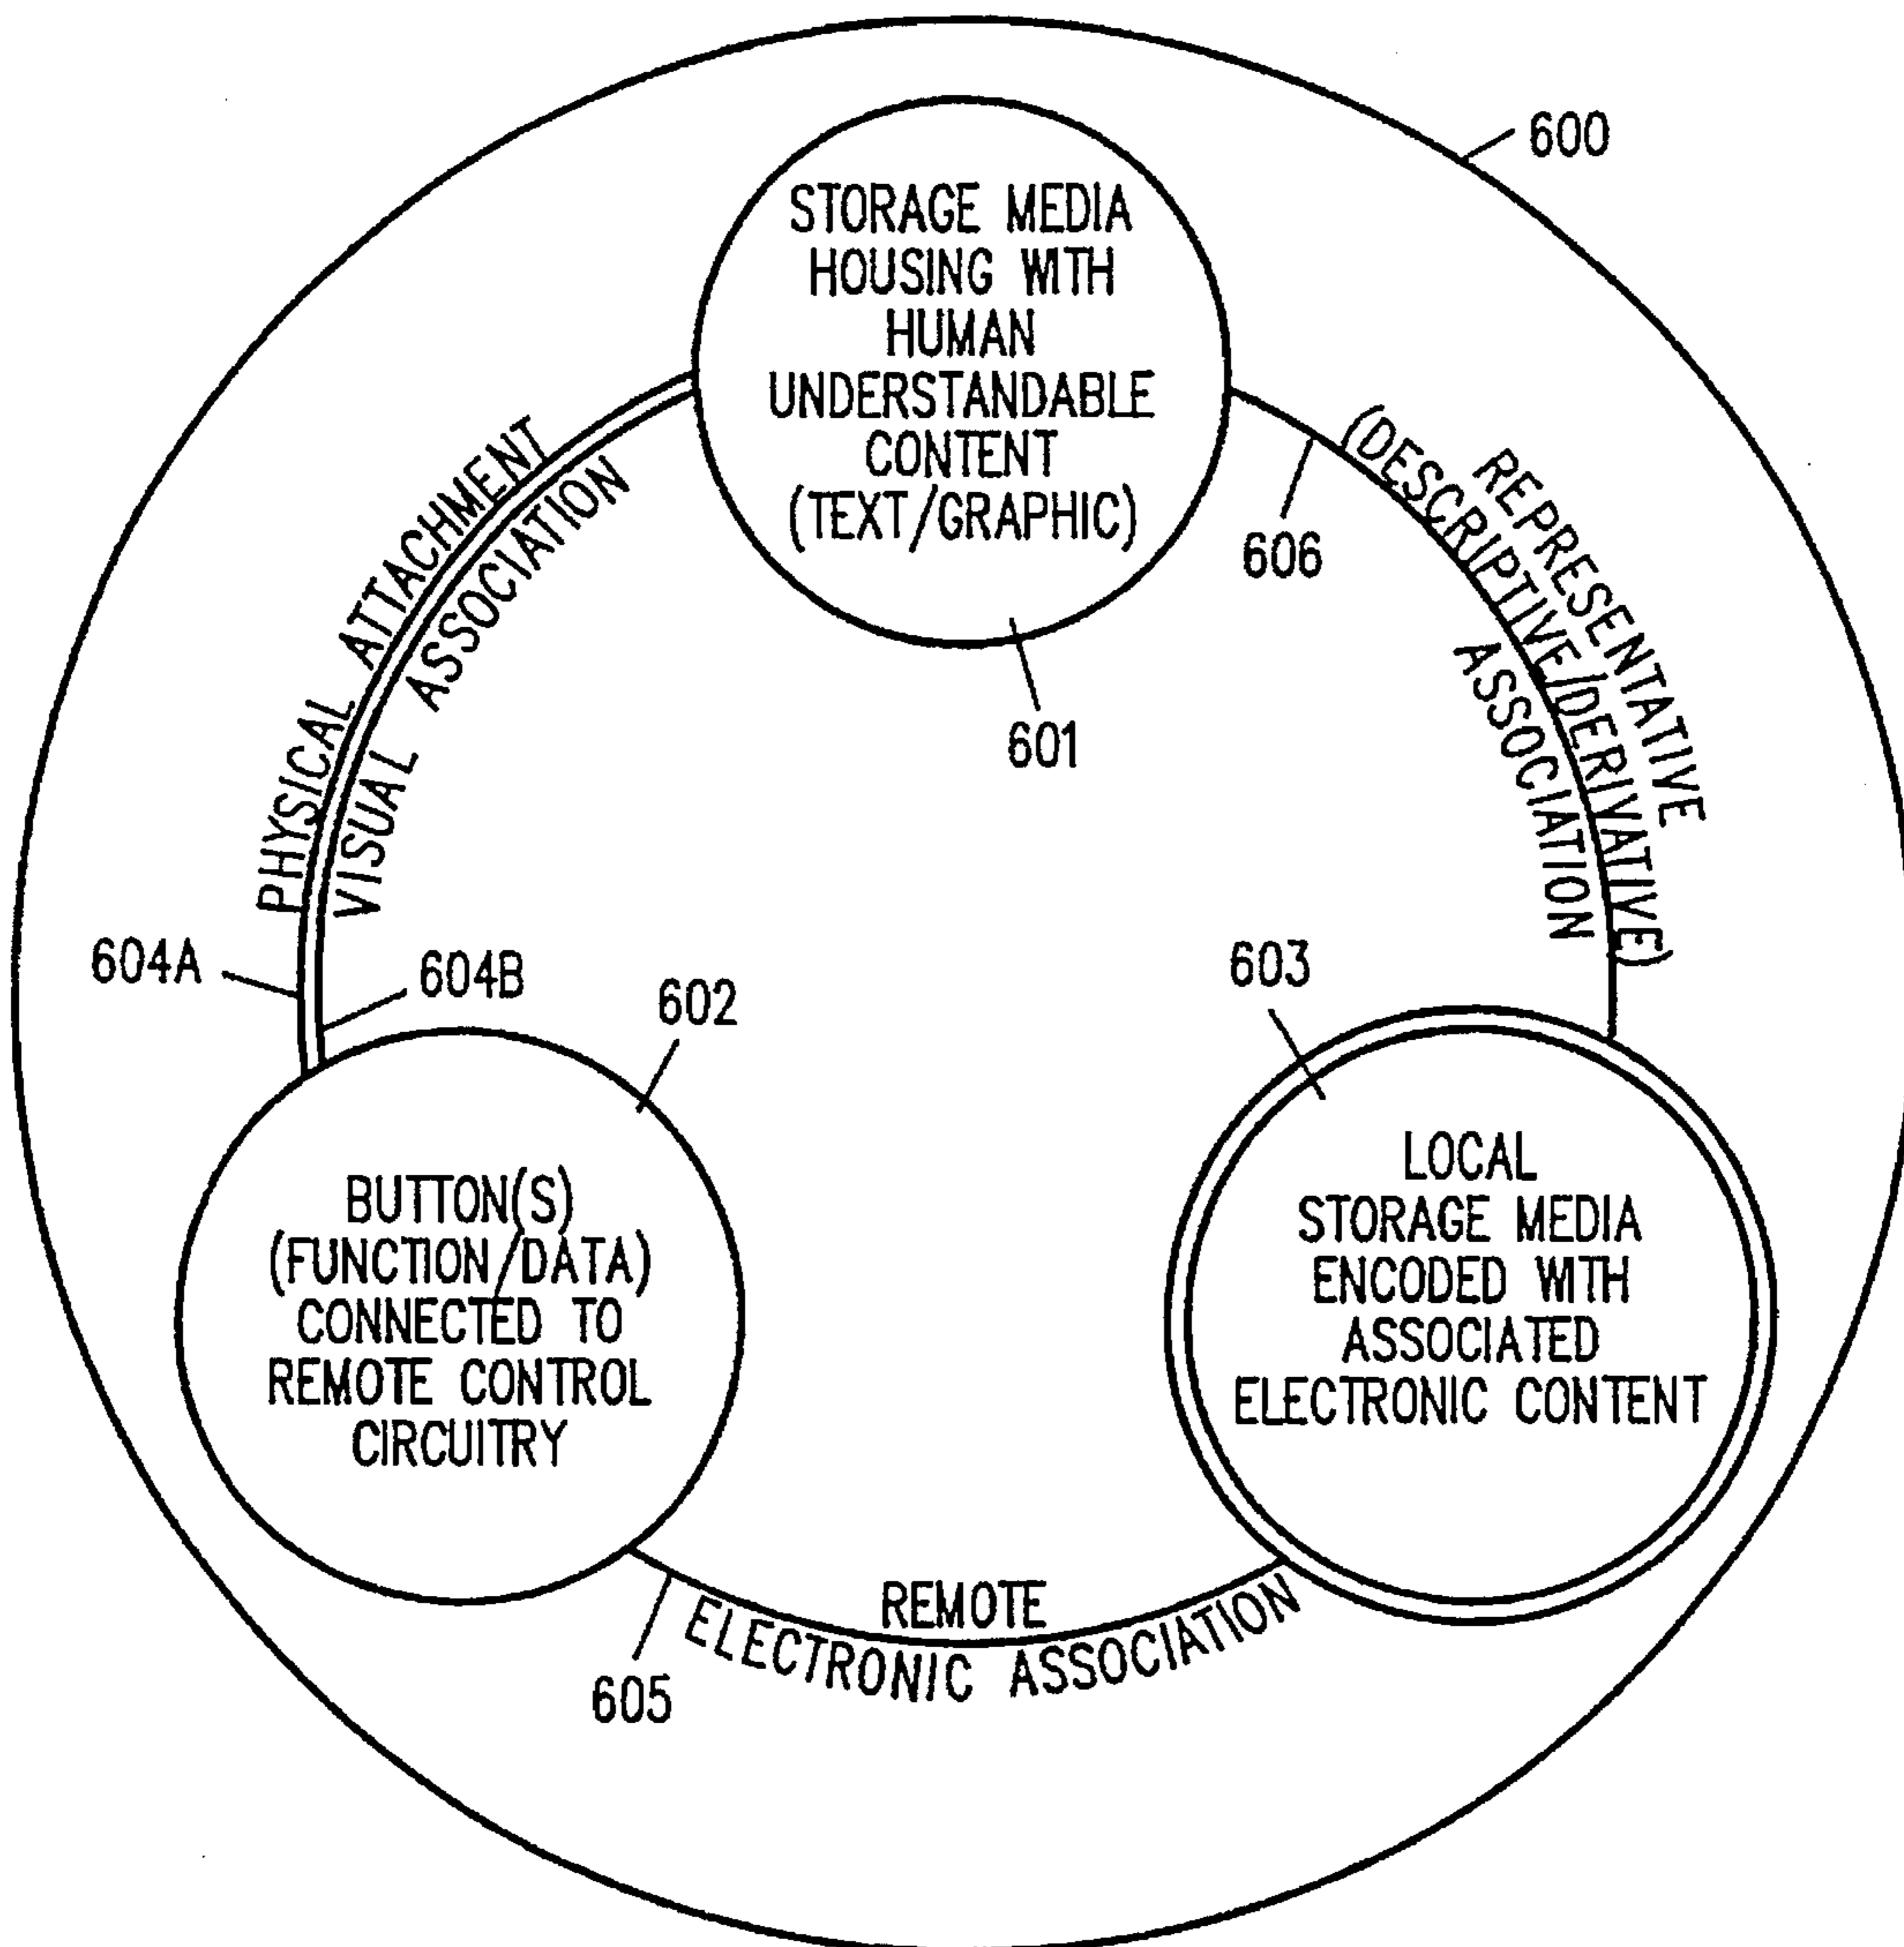 600
STORAGE MEDIA
HOUSING WITH
HUMAN
UNDERSTANDABLE
CONTENT
(TEXT/GRAPHIC)
601
606
PHYSICAL ATTACHMENT
VISUAL ASSOCIATION
REPRESENTATIVE
(DESCRIPTIVE/DERIVATIVE)
ASSOCIATION
604A
604B
602
603
BUTTON(S)
(FUNCTION/DATA)
CONNECTED TO
REMOTE CONTROL
CIRCUITRY
LOCAL
STORAGE MEDIA
ENCODED WITH
ASSOCIATED
ELECTRONIC CONTENT
REMOTE
ELECTRONIC ASSOCIATION
605